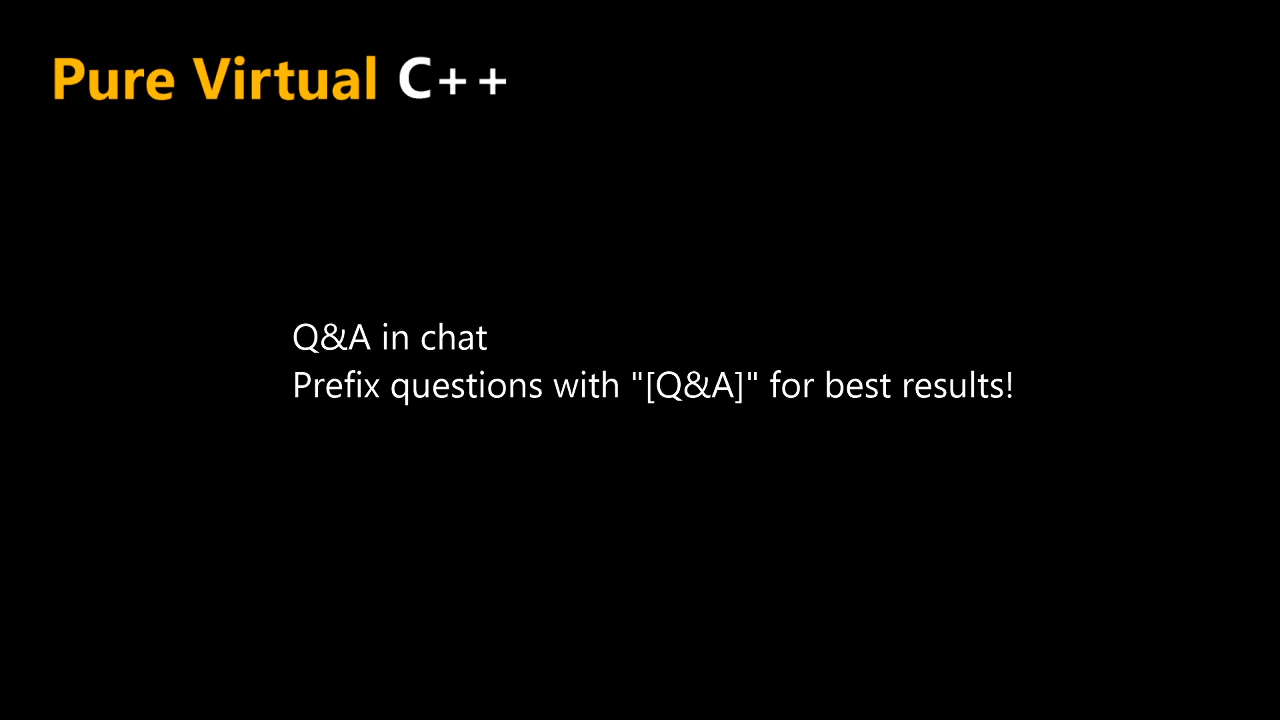 Pure Virtual C++
Q&A in chat
Prefix questions with "[Q&A]" for best results!